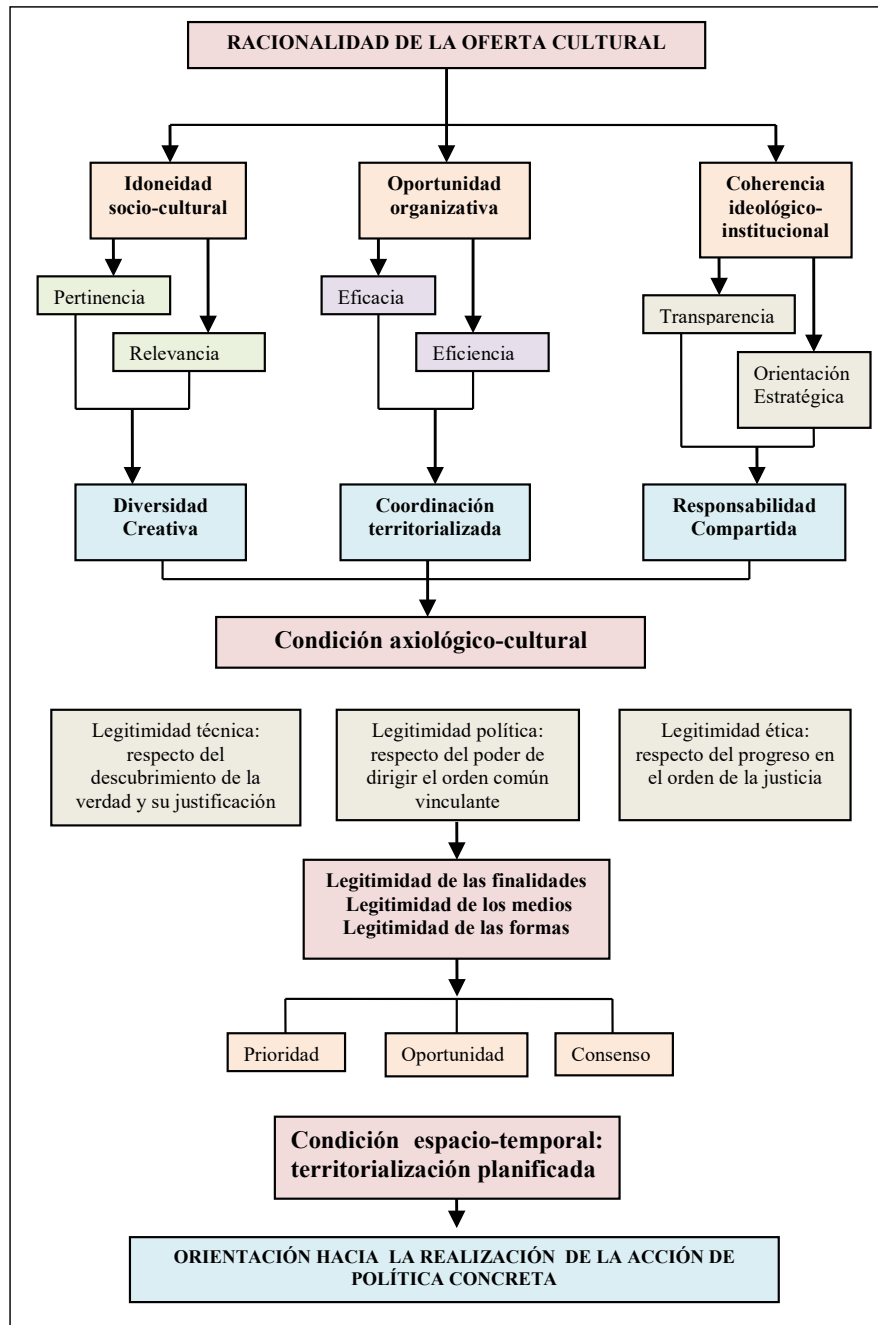 RACIONALIDAD DE LA OFERTA CULTURAL
Idoneidad
socio-cultural
Oportunidad
organizativa
Coherencia
ideológico-
institucional
Pertinencia
Relevancia
Eficacia
Eficiencia
Transparencia
Orientación
Estratégica
Diversidad
Creativa
Coordinación
territorializada
Responsabilidad
Compartida
Condición axiológico-cultural
Legitimidad técnica:
respecto del
descubrimiento de la
verdad y su justificación
Legitimidad política:
respecto del poder de
dirigir el orden común
vinculante
Legitimidad ética:
respecto del progreso en
el orden de la justicia
Legitimidad de las finalidades
Legitimidad de los medios
Legitimidad de las formas
Prioridad
Oportunidad
Consenso
Condición espacio-temporal:
territorialización planificada
ORIENTACIÓN HACIA LA REALIZACIÓN DE LA ACCIÓN DE
POLÍTICA CONCRETA